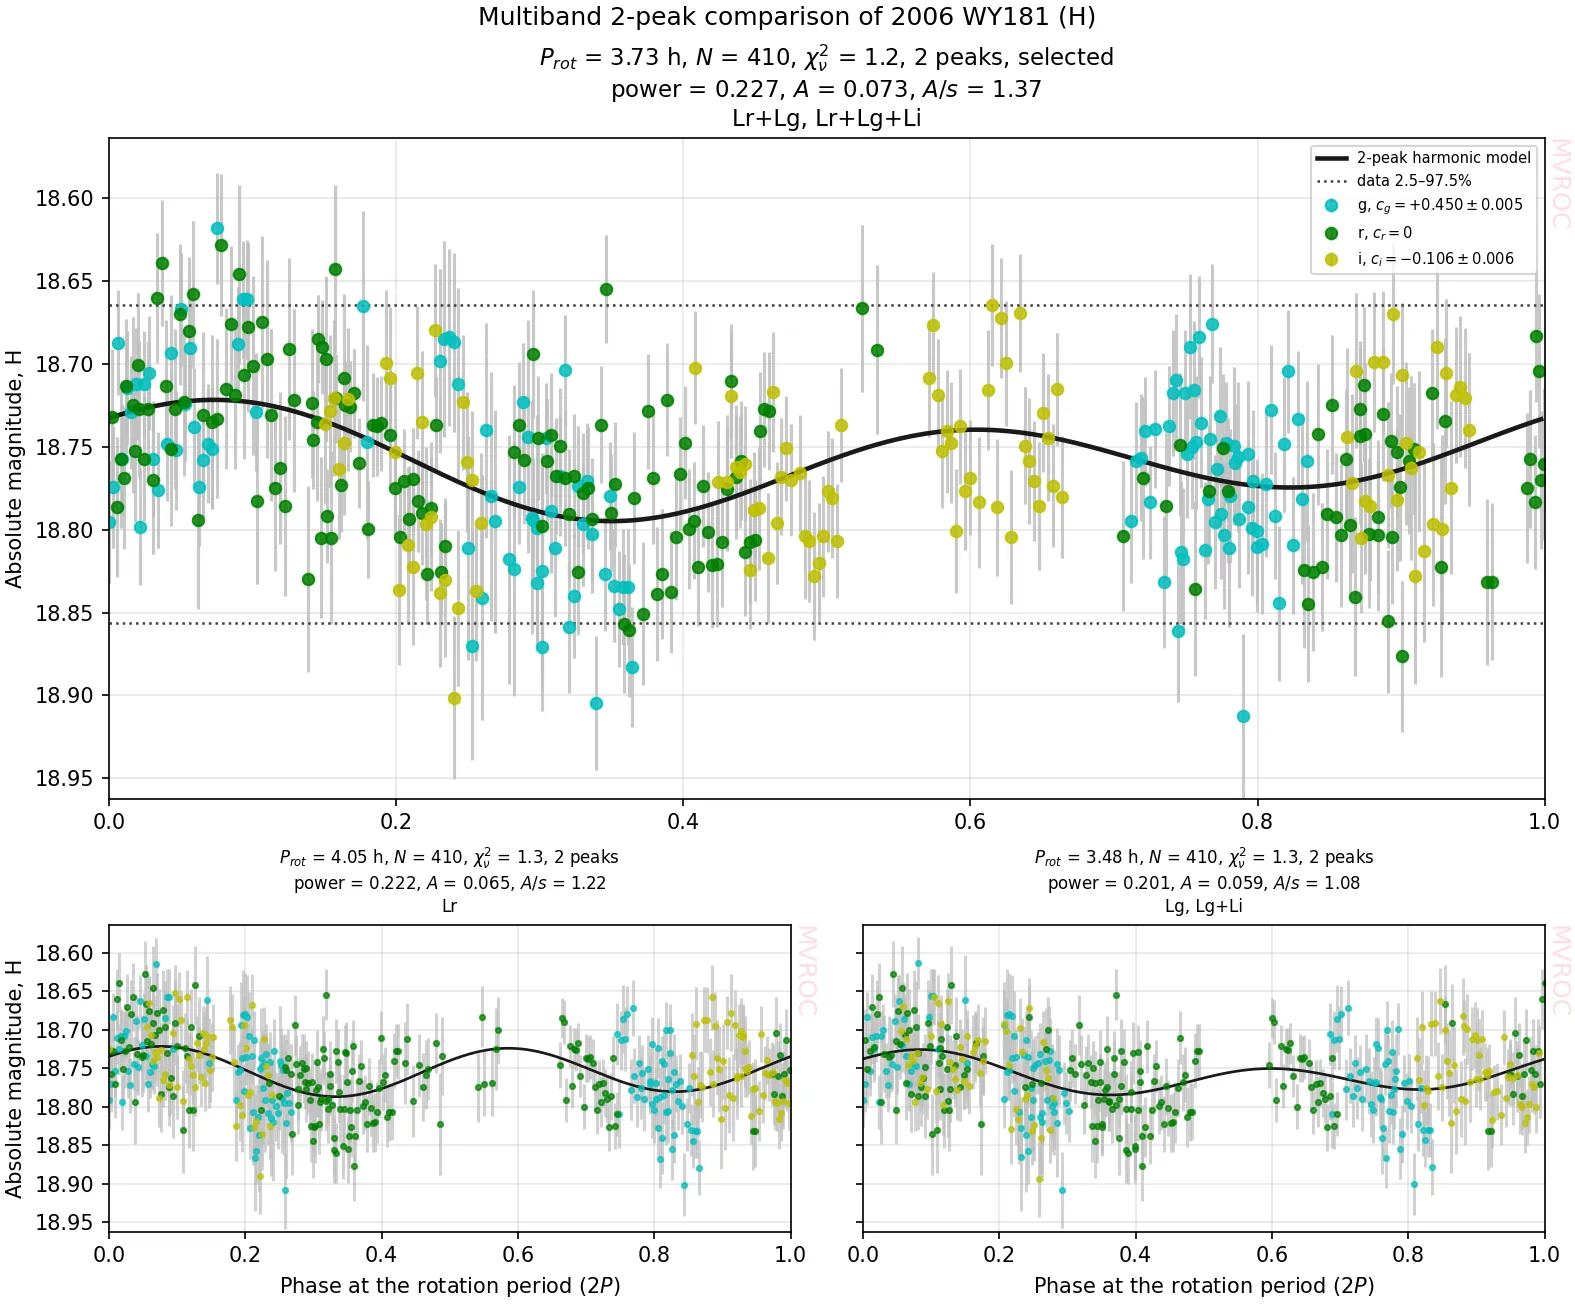 Multiband 2-peak comparison of 2006 WY181 (H)
P_rot = 3.73 h, N = 410, χ²_ν = 1.2, 2 peaks, selected
power = 0.227, A = 0.073, A/s = 1.37
Lr+Lg, Lr+Lg+Li
2-peak harmonic model
data 2.5–97.5%
g, c_g = +0.450 ± 0.005
r, c_r = 0
i, c_i = −0.106 ± 0.006
MVROC
Absolute magnitude, H
18.60
18.65
18.70
18.75
18.80
18.85
18.90
18.95
0.0 0.2 0.4 0.6 0.8 1.0
P_rot = 4.05 h, N = 410, χ²_ν = 1.3, 2 peaks
power = 0.222, A = 0.065, A/s = 1.22
Lr
MVROC
Absolute magnitude, H
18.60
18.65
18.70
18.75
18.80
18.85
18.90
18.95
0.0 0.2 0.4 0.6 0.8 1.0
Phase at the rotation period (2P)
P_rot = 3.48 h, N = 410, χ²_ν = 1.3, 2 peaks
power = 0.201, A = 0.059, A/s = 1.08
Lg, Lg+Li
MVROC
0.0 0.2 0.4 0.6 0.8 1.0
Phase at the rotation period (2P)